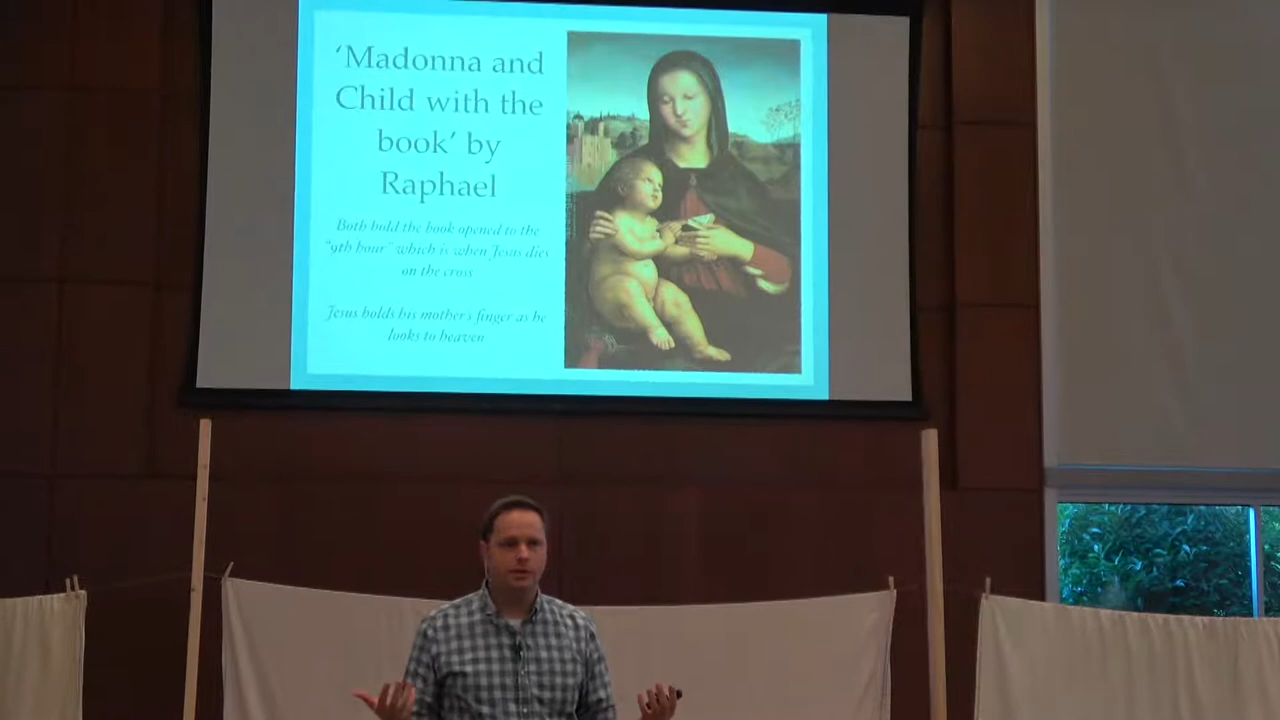 ‘Madonna and
Child with the
book’ by
Raphael
Both hold the book opened to the
“9th hour” which is when Jesus dies
on the cross
Jesus holds his mother's finger as he
looks to heaven